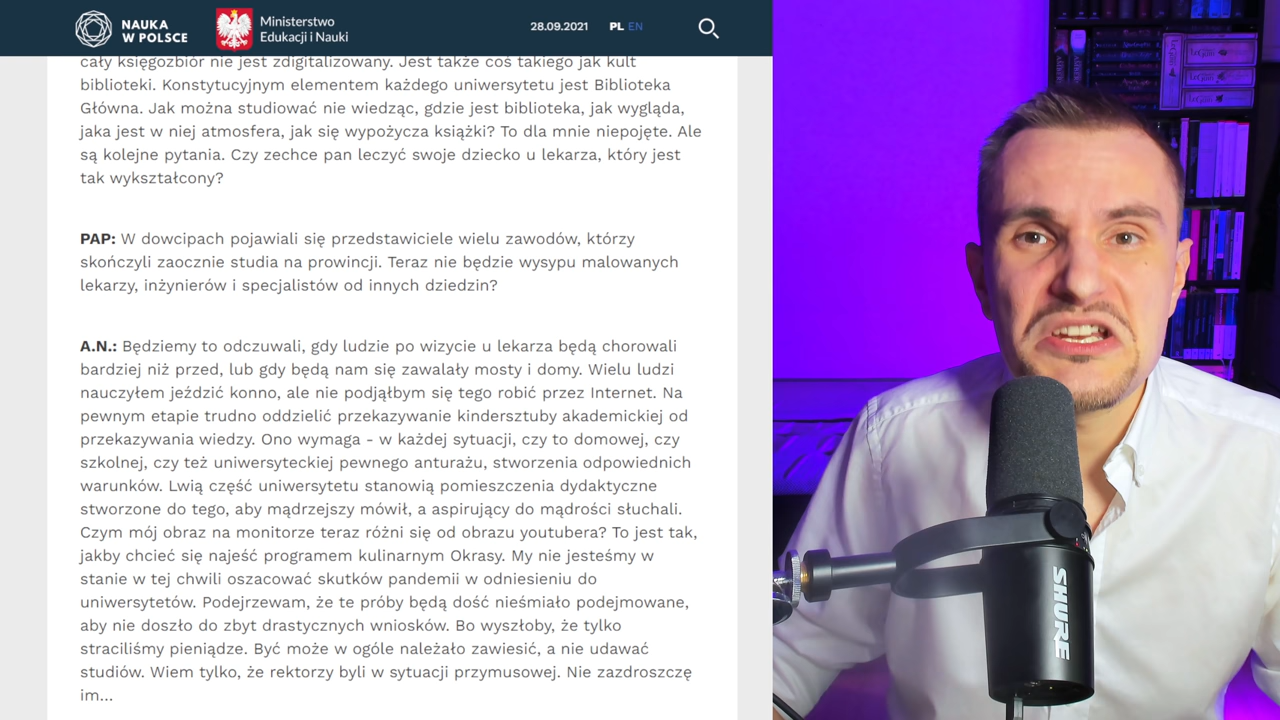 NAUKA
W POLSCE
Ministerstwo
Edukacji i Nauki
28.09.2021
PL EN
cały księgozbiór nie jest zdigitalizowany. Jest także coś takiego jak kult
biblioteki. Konstytucyjnym elementem każdego uniwersytetu jest Biblioteka
Główna. Jak można studiować nie wiedząc, gdzie jest biblioteka, jak wygląda,
jaka jest w niej atmosfera, jak się wypożycza książki? To dla mnie niepojęte. Ale
są kolejne pytania. Czy zechce pan leczyć swoje dziecko u lekarza, który jest
tak wykształcony?
PAP: W dowcipach pojawiali się przedstawiciele wielu zawodów, którzy
skończyli zaocznie studia na prowincji. Teraz nie będzie wysypu malowanych
lekarzy, inżynierów i specjalistów od innych dziedzin?
A.N.: Będziemy to odczuwali, gdy ludzie po wizycie u lekarza będą chorowali
bardziej niż przed, lub gdy będą nam się zawalały mosty i domy. Wielu ludzi
nauczyłem jeździć konno, ale nie podjąłbym się tego robić przez Internet. Na
pewnym etapie trudno oddzielić przekazywanie kindersztuby akademickiej od
przekazywania wiedzy. Ono wymaga - w każdej sytuacji, czy to domowej, czy
szkolnej, czy też uniwersyteckiej pewnego anturażu, stworzenia odpowiednich
warunków. Lwią część uniwersytetu stanowią pomieszczenia dydaktyczne
stworzone do tego, aby mądrzejszy mówił, a aspirujący do mądrości słuchali.
Czym mój obraz na monitorze teraz różni się od obrazu youtubera? To jest tak,
jakby chcieć się najeść programem kulinarnym Okrasy. My nie jesteśmy w
stanie w tej chwili oszacować skutków pandemii w odniesieniu do
uniwersytetów. Podejrzewam, że te próby będą dość nieśmiało podejmowane,
aby nie doszło do zbyt drastycznych wniosków. Bo wyszłoby, że tylko
straciliśmy pieniądze. Być może w ogóle należało zawiesić, a nie udawać
studiów. Wiem tylko, że rektorzy byli w sytuacji przymusowej. Nie zazdroszczę
im...
SHURE